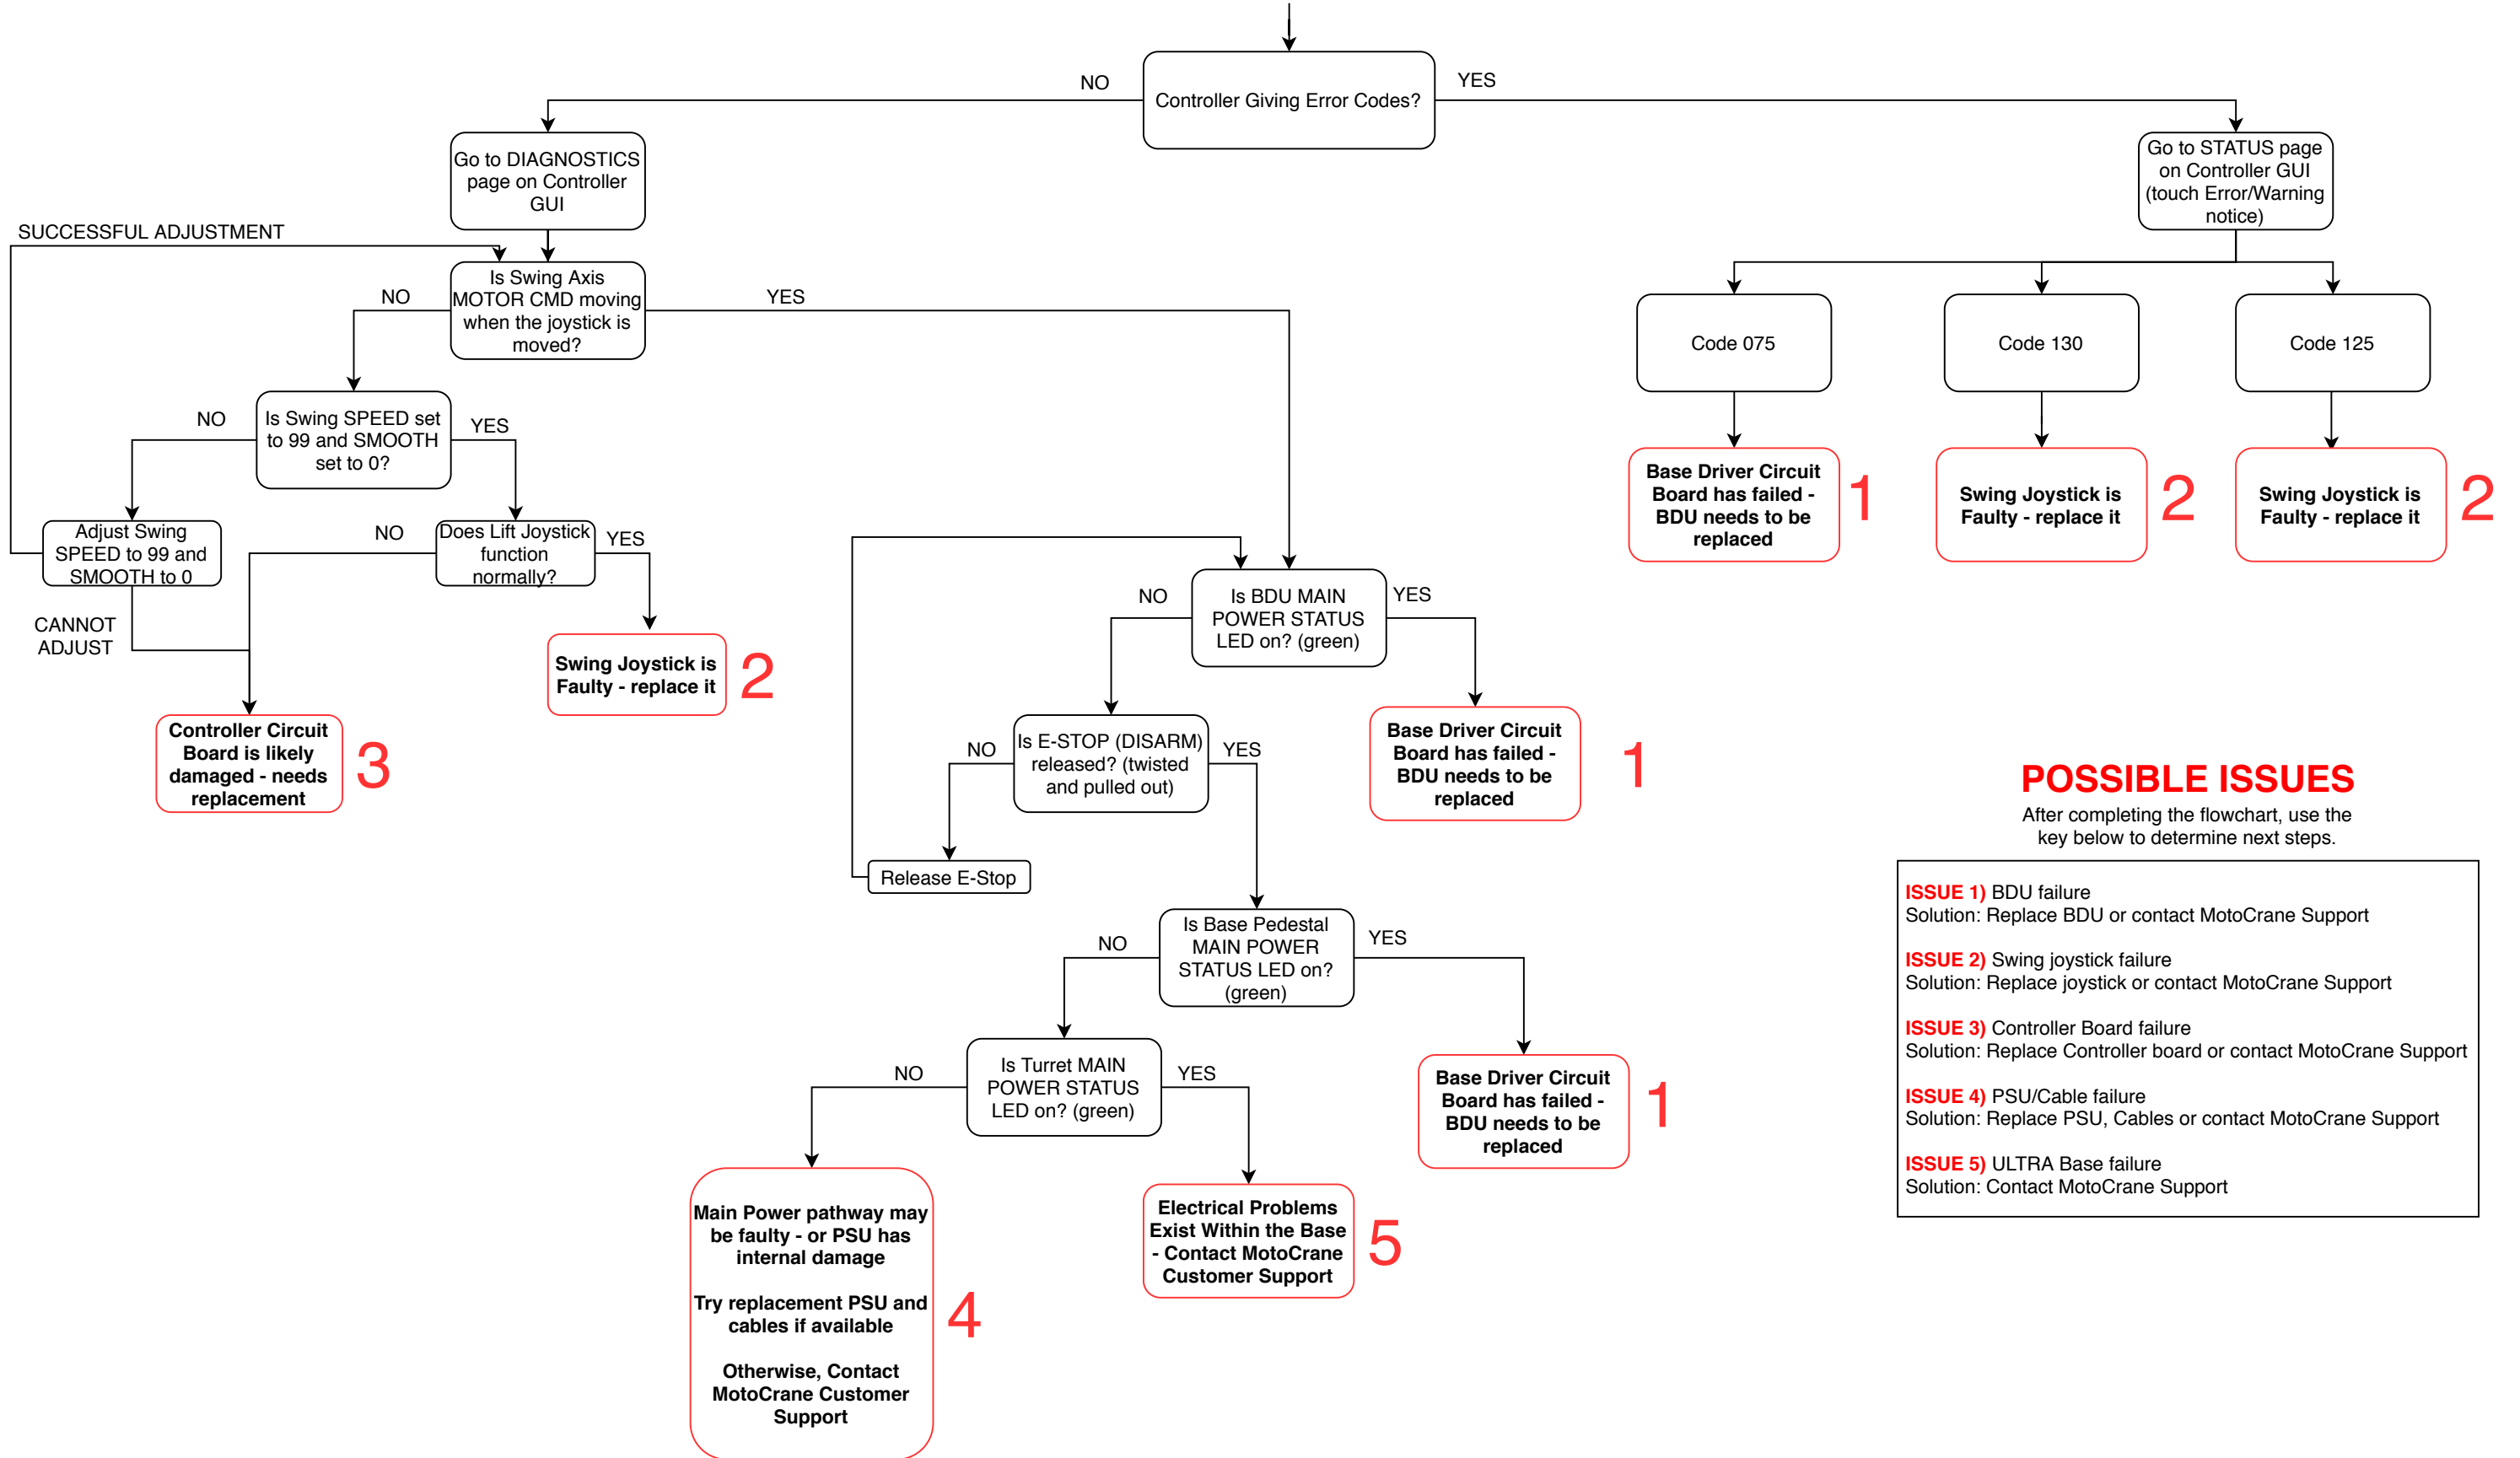 Controller Giving Error Codes?
NO
YES
Go to DIAGNOSTICS
page on Controller
GUI
Go to STATUS page
on Controller GUI
(touch Error/Warning
notice)
SUCCESSFUL ADJUSTMENT
Is Swing Axis
MOTOR CMD moving
when the joystick is
moved?
NO
YES
Code 075
Code 130
Code 125
Is Swing SPEED set
to 99 and SMOOTH
set to 0?
NO
YES
Base Driver Circuit
Board has failed -
BDU needs to be
replaced
1
Swing Joystick is
Faulty - replace it
2
Swing Joystick is
Faulty - replace it
2
Adjust Swing
SPEED to 99 and
SMOOTH to 0
Does Lift Joystick
function
normally?
NO
YES
CANNOT
ADJUST
Is BDU MAIN
POWER STATUS
LED on? (green)
NO
YES
Swing Joystick is
Faulty - replace it
2
Controller Circuit
Board is likely
damaged - needs
replacement
3
Is E-STOP (DISARM)
released? (twisted
and pulled out)
NO
YES
Base Driver Circuit
Board has failed -
BDU needs to be
replaced
1
Release E-Stop
Is Base Pedestal
MAIN POWER
STATUS LED on?
(green)
NO
YES
Is Turret MAIN
POWER STATUS
LED on? (green)
NO
YES
Base Driver Circuit
Board has failed -
BDU needs to be
replaced
1
Main Power pathway may
be faulty - or PSU has
internal damage
Try replacement PSU and
cables if available
Otherwise, Contact
MotoCrane Customer
Support
4
Electrical Problems
Exist Within the Base
- Contact MotoCrane
Customer Support
5
POSSIBLE ISSUES
After completing the flowchart, use the
key below to determine next steps.
ISSUE 1) BDU failure
Solution: Replace BDU or contact MotoCrane Support
ISSUE 2) Swing joystick failure
Solution: Replace joystick or contact MotoCrane Support
ISSUE 3) Controller Board failure
Solution: Replace Controller board or contact MotoCrane Support
ISSUE 4) PSU/Cable failure
Solution: Replace PSU, Cables or contact MotoCrane Support
ISSUE 5) ULTRA Base failure
Solution: Contact MotoCrane Support